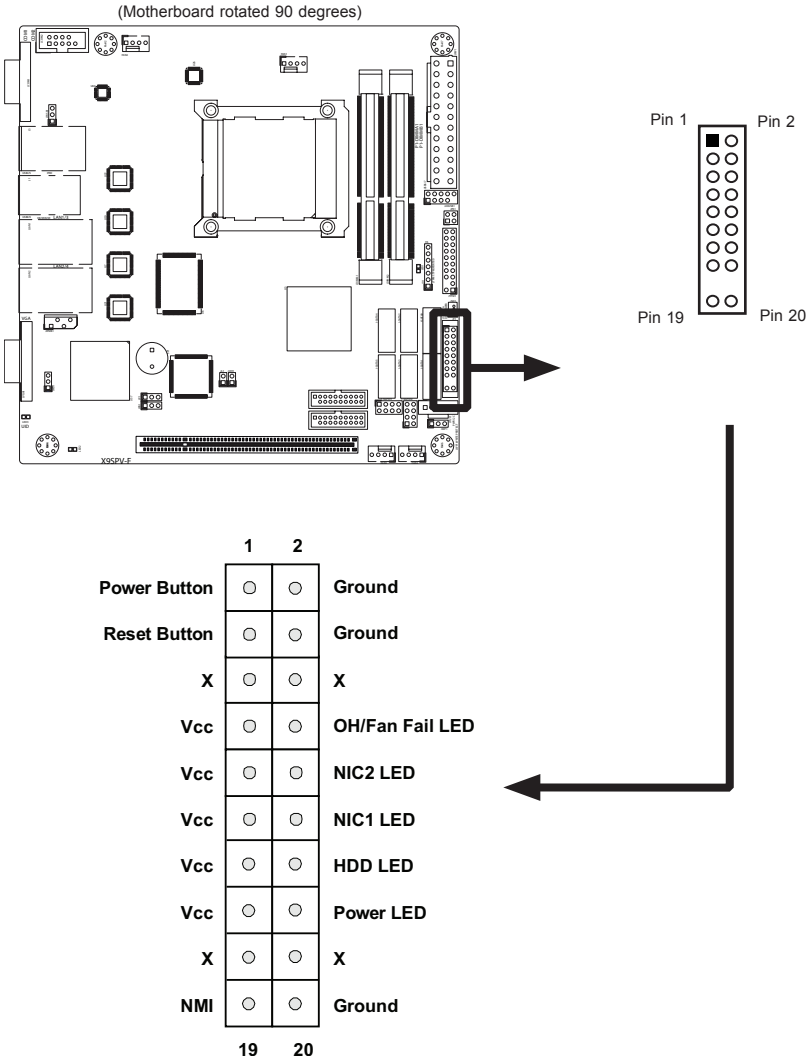 (Motherboard rotated 90 degrees)
Pin 1
Pin 2
Pin 19
Pin 20
VGA
UID
X9SPV-F
1 2
Power Button Ground
Reset Button Ground
X X
Vcc OH/Fan Fail LED
Vcc NIC2 LED
Vcc NIC1 LED
Vcc HDD LED
Vcc Power LED
X X
NMI Ground
19 20